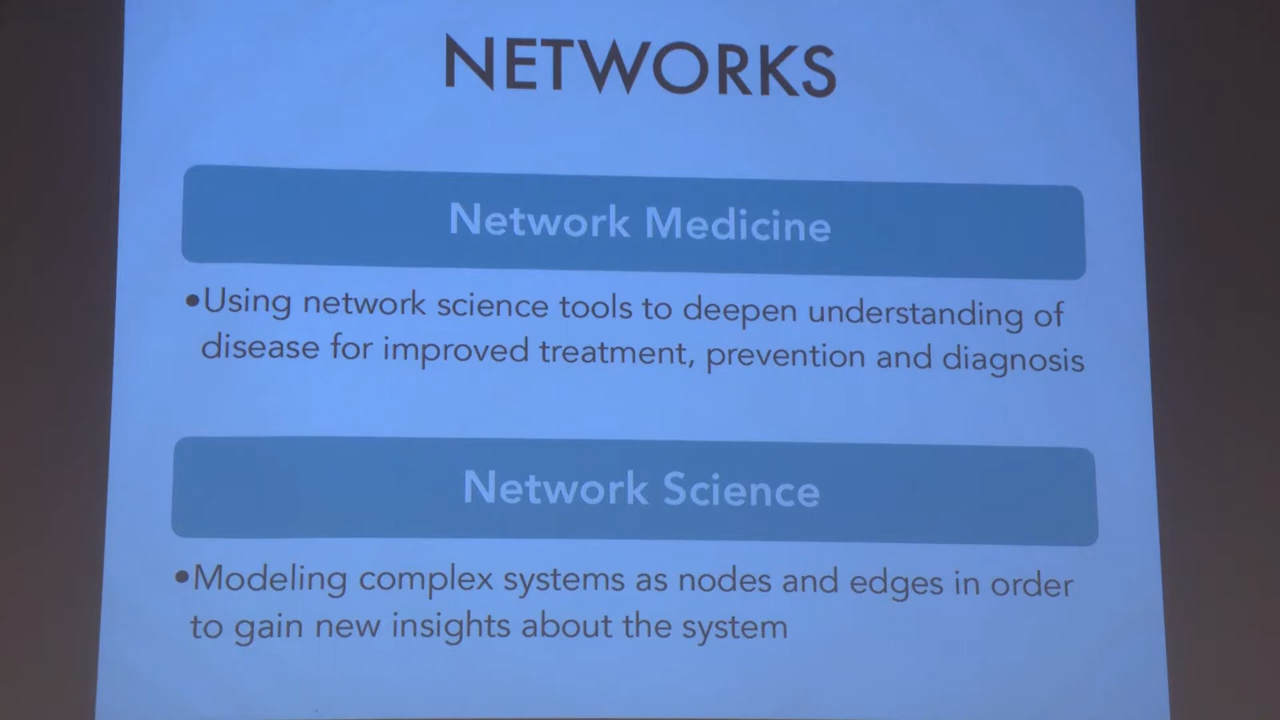 NETWORKS
Network Medicine
•Using network science tools to deepen understanding of
disease for improved treatment, prevention and diagnosis
Network Science
•Modeling complex systems as nodes and edges in order
to gain new insights about the system